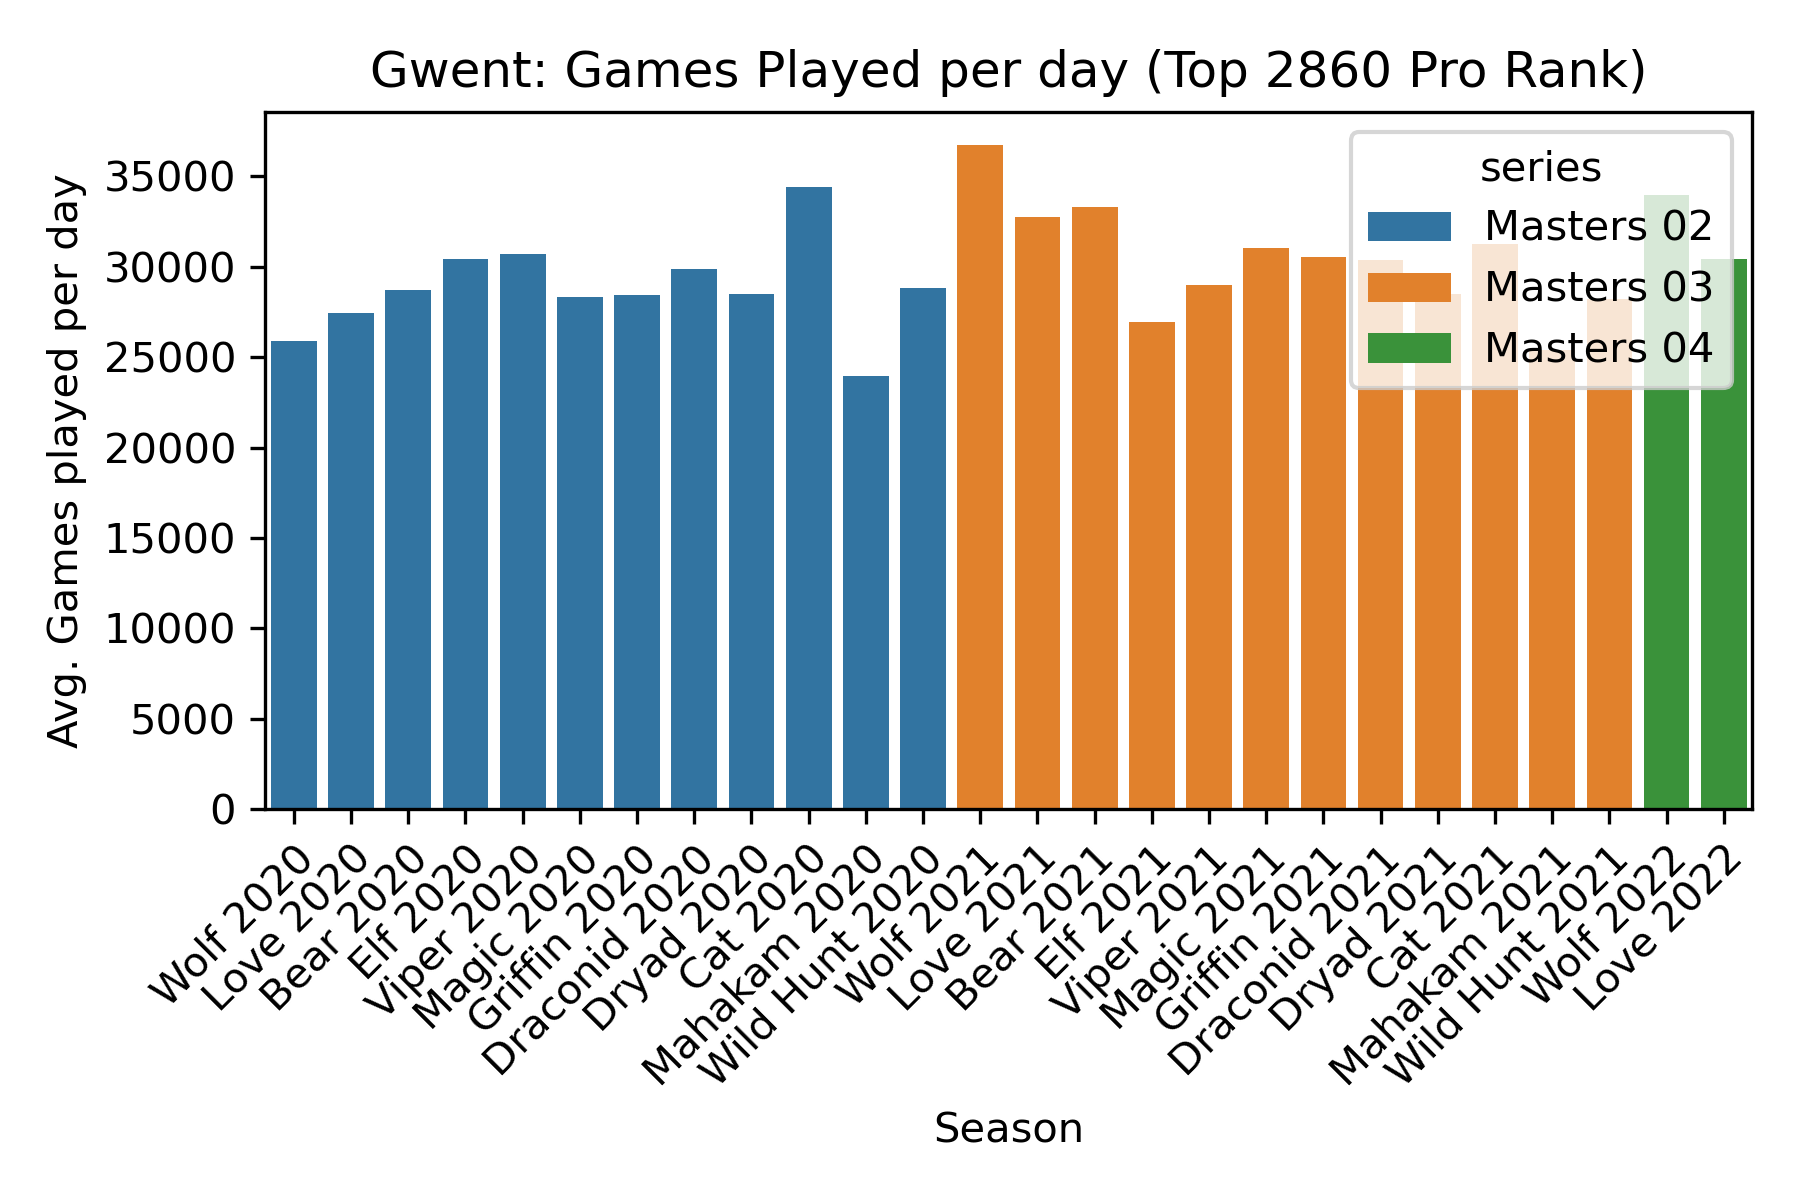 Gwent: Games Played per day (Top 2860 Pro Rank)
Avg. Games played per day
35000
30000
25000
20000
15000
10000
5000
0
series
Masters 02
Masters 03
Masters 04
Wolf 2020
Love 2020
Bear 2020
Elf 2020
Viper 2020
Magic 2020
Griffin 2020
Draconid 2020
Dryad 2020
Cat 2020
Mahakam 2020
Wild Hunt 2020
Wolf 2021
Love 2021
Bear 2021
Elf 2021
Viper 2021
Magic 2021
Griffin 2021
Draconid 2021
Dryad 2021
Cat 2021
Mahakam 2021
Wild Hunt 2021
Wolf 2022
Love 2022
Season